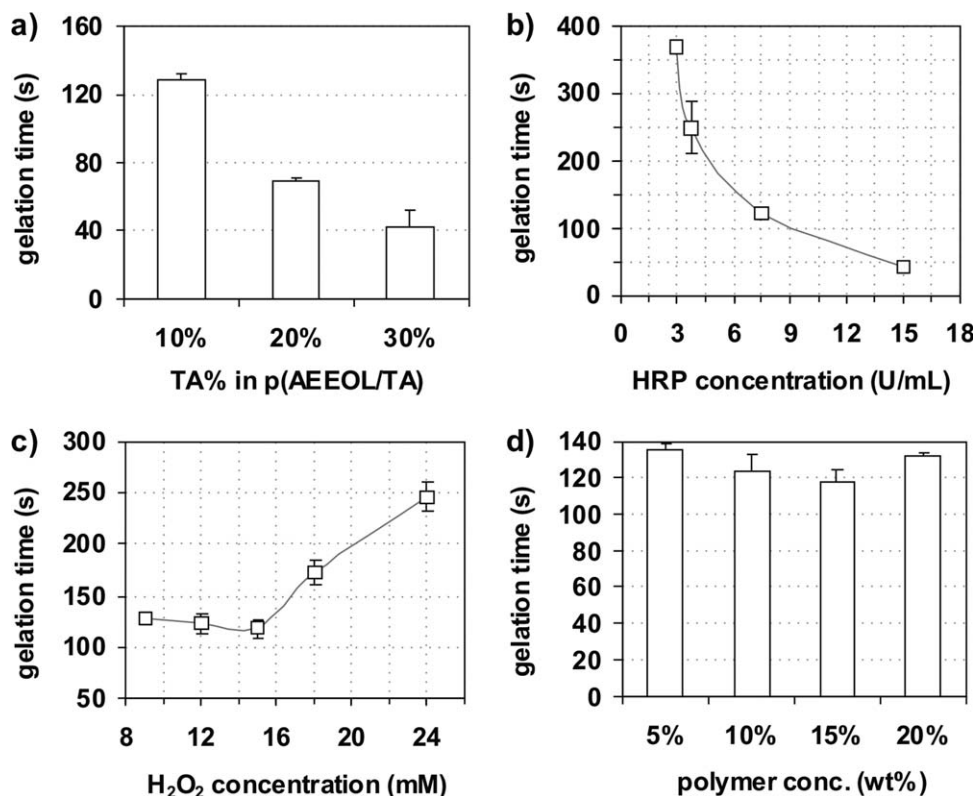 a)
160
120
80
40
0
gelation time (s)
10% 20% 30%
TA% in p(AEEOL/TA)
b)
400
300
200
100
0
gelation time (s)
0 3 6 9 12 15 18
HRP concentration (U/mL)
c)
300
250
200
150
100
50
gelation time (s)
8 12 16 20 24
H₂O₂ concentration (mM)
d)
140
120
100
80
60
40
20
0
gelation time (s)
5% 10% 15% 20%
polymer conc. (wt%)